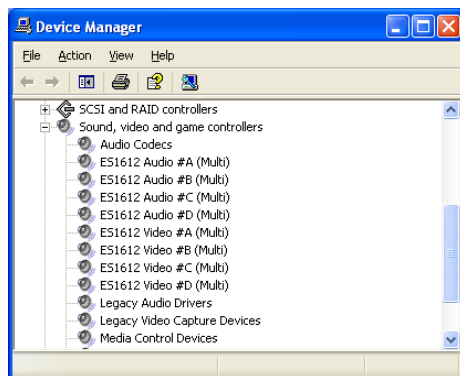 Device Manager
File Action View Help
SCSI and RAID controllers
Sound, video and game controllers
Audio Codecs
ES1612 Audio #A (Multi)
ES1612 Audio #B (Multi)
ES1612 Audio #C (Multi)
ES1612 Audio #D (Multi)
ES1612 Video #A (Multi)
ES1612 Video #B (Multi)
ES1612 Video #C (Multi)
ES1612 Video #D (Multi)
Legacy Audio Drivers
Legacy Video Capture Devices
Media Control Devices